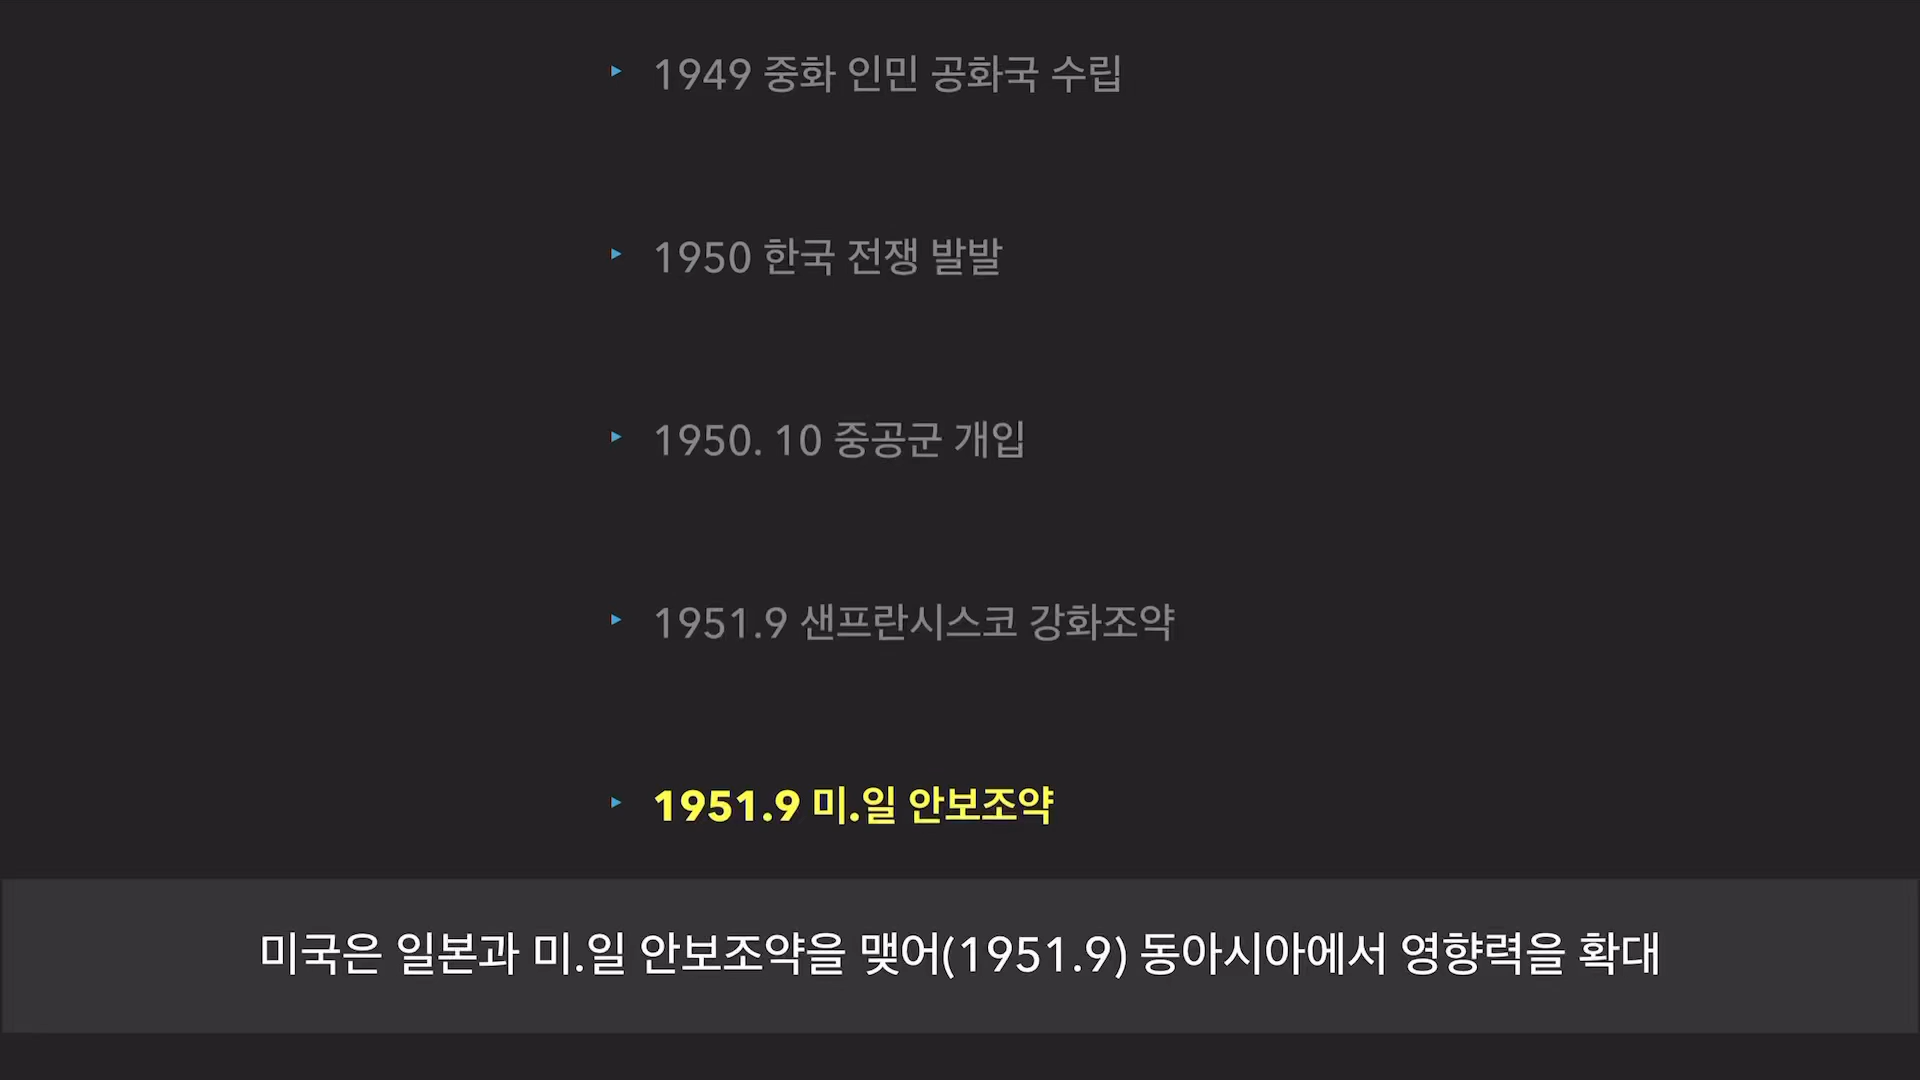 1949 중화 인민 공화국 수립
1950 한국 전쟁 발발
1950. 10 중공군 개입
1951.9 샌프란시스코 강화조약
1951.9 미.일 안보조약
미국은 일본과 미.일 안보조약을 맺어(1951.9) 동아시아에서 영향력을 확대